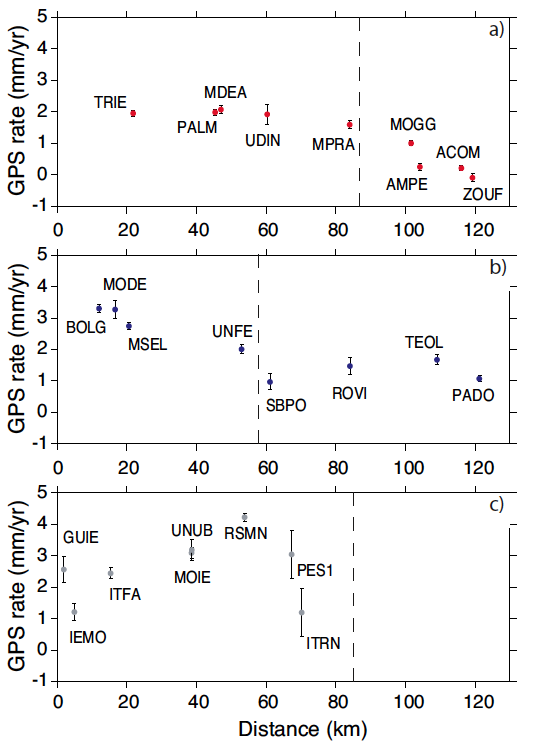 a)
GPS rate (mm/yr)
5
4
3
2
1
0
-1
TRIE
PALM
MDEA
UDIN
MPRA
MOGG
AMPE
ACOM
ZOUF
0 20 40 60 80 100 120
b)
GPS rate (mm/yr)
5
4
3
2
1
0
-1
BOLG
MODE
MSEL
UNFE
SBPO
ROVI
TEOL
PADO
0 20 40 60 80 100 120
c)
GPS rate (mm/yr)
5
4
3
2
1
0
-1
GUIE
IEMO
ITFA
UNUB
MOIE
RSMN
PES1
ITRN
0 20 40 60 80 100 120
Distance (km)